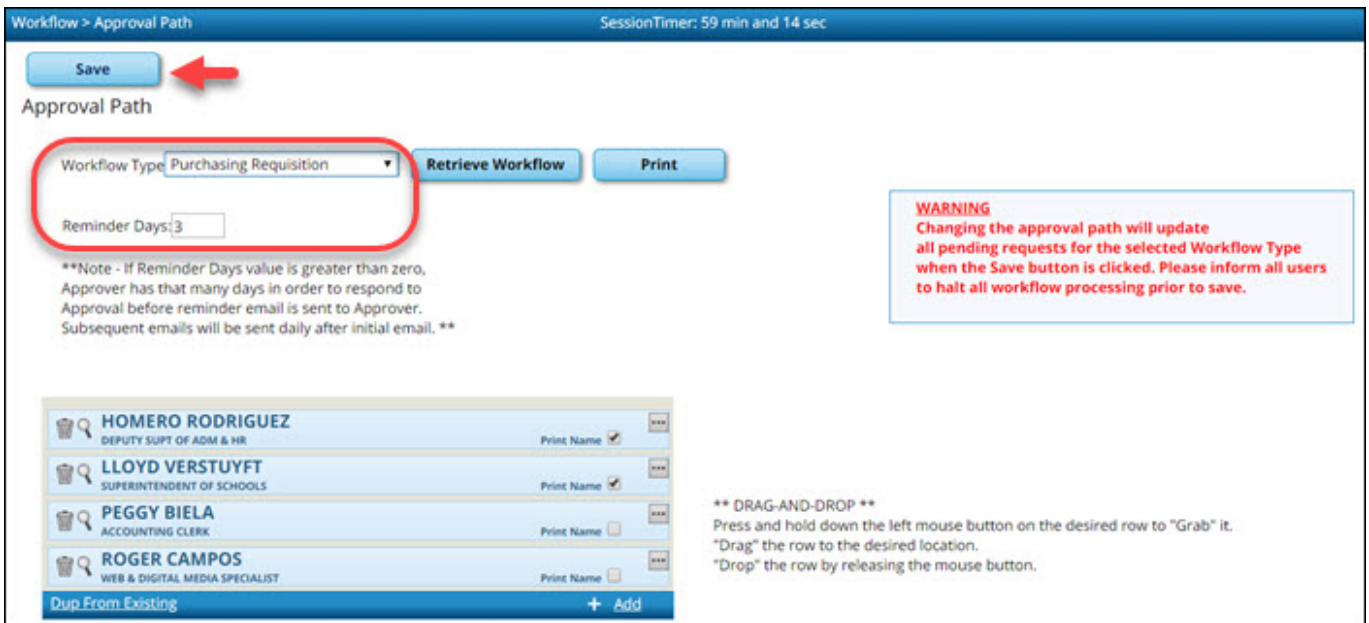 Workflow > Approval Path SessionTimer: 59 min and 14 sec
Save
Approval Path
Workflow Type Purchasing Requisition Retrieve Workflow Print
Reminder Days: 3
**Note - If Reminder Days value is greater than zero,
Approver has that many days in order to respond to
Approval before reminder email is sent to Approver.
Subsequent emails will be sent daily after initial email. **
WARNING
Changing the approval path will update
all pending requests for the selected Workflow Type
when the Save button is clicked. Please inform all users
to halt all workflow processing prior to save.
HOMERO RODRIGUEZ
DEPUTY SUPT OF ADM & HR Print Name
LLOYD VERSTUYFT
SUPERINTENDENT OF SCHOOLS Print Name
PEGGY BIELA
ACCOUNTING CLERK Print Name
ROGER CAMPOS
WEB & DIGITAL MEDIA SPECIALIST Print Name
Dup From Existing + Add
** DRAG-AND-DROP **
Press and hold down the left mouse button on the desired row to "Grab" it.
"Drag" the row to the desired location.
"Drop" the row by releasing the mouse button.